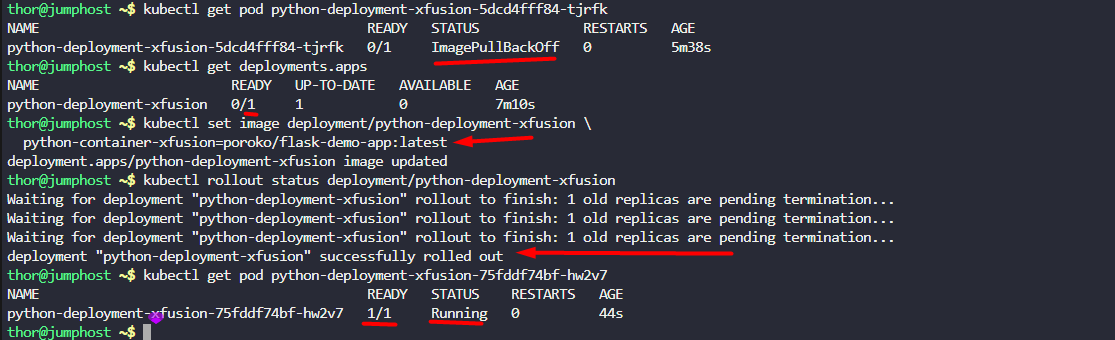 thor@jumphost ~$ kubectl get pod python-deployment-xfusion-5dcd4fff84-tjrfk
NAME READY STATUS RESTARTS AGE
python-deployment-xfusion-5dcd4fff84-tjrfk 0/1 ImagePullBackOff 0 5m38s
thor@jumphost ~$ kubectl get deployments.apps
NAME READY UP-TO-DATE AVAILABLE AGE
python-deployment-xfusion 0/1 1 0 7m10s
thor@jumphost ~$ kubectl set image deployment/python-deployment-xfusion \
python-container-xfusion=poroko/flask-demo-app:latest
deployment.apps/python-deployment-xfusion image updated
thor@jumphost ~$ kubectl rollout status deployment/python-deployment-xfusion
Waiting for deployment "python-deployment-xfusion" rollout to finish: 1 old replicas are pending termination...
Waiting for deployment "python-deployment-xfusion" rollout to finish: 1 old replicas are pending termination...
Waiting for deployment "python-deployment-xfusion" rollout to finish: 1 old replicas are pending termination...
deployment "python-deployment-xfusion" successfully rolled out
thor@jumphost ~$ kubectl get pod python-deployment-xfusion-75fddf74bf-hw2v7
NAME READY STATUS RESTARTS AGE
python-deployment-xfusion-75fddf74bf-hw2v7 1/1 Running 0 44s
thor@jumphost ~$